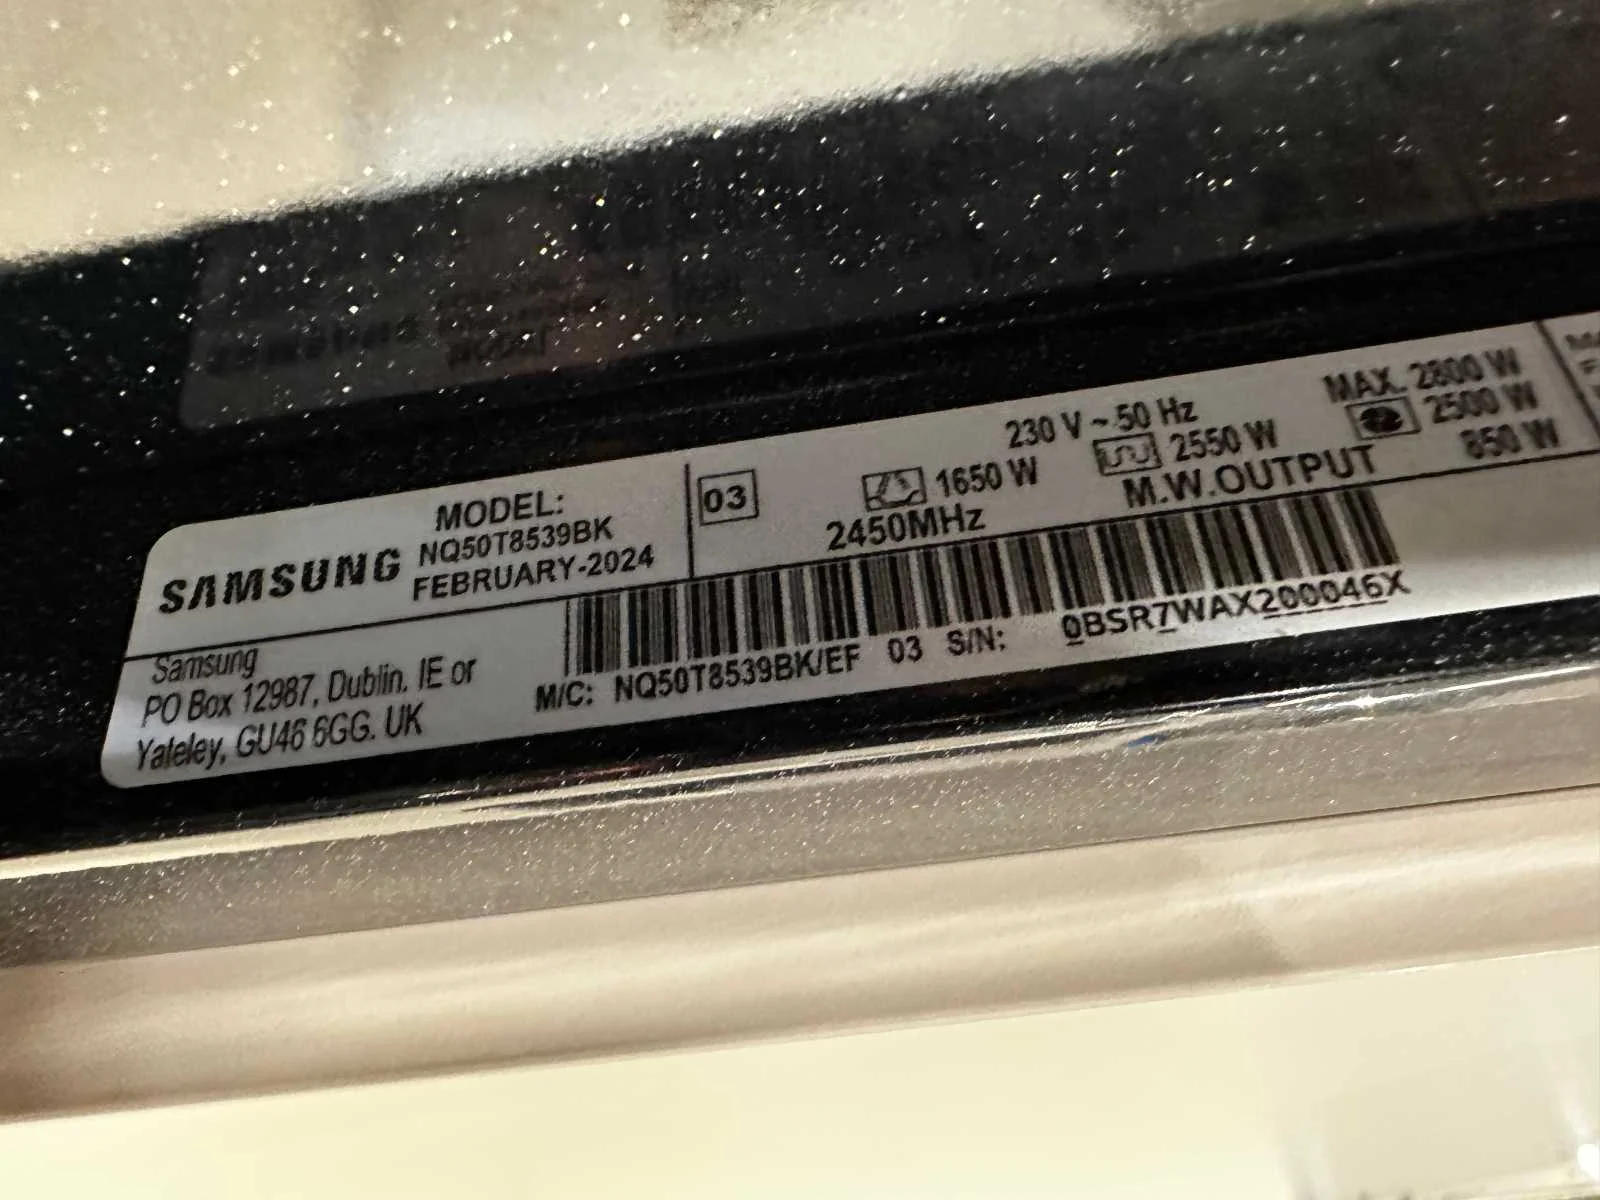 SAMSUNG
MODEL:
NQ50T8539BK
FEBRUARY-2024
03
230 V ~ 50 Hz
MAX. 2800 W
1650 W
2550 W
2500 W
2450MHz
M.W.OUTPUT
850 W
Samsung
PO Box 12987, Dublin. IE or
Yateley, GU46 6GG. UK
M/C: NQ50T8539BK/EF 03 S/N: 0BSR7WAX200046X